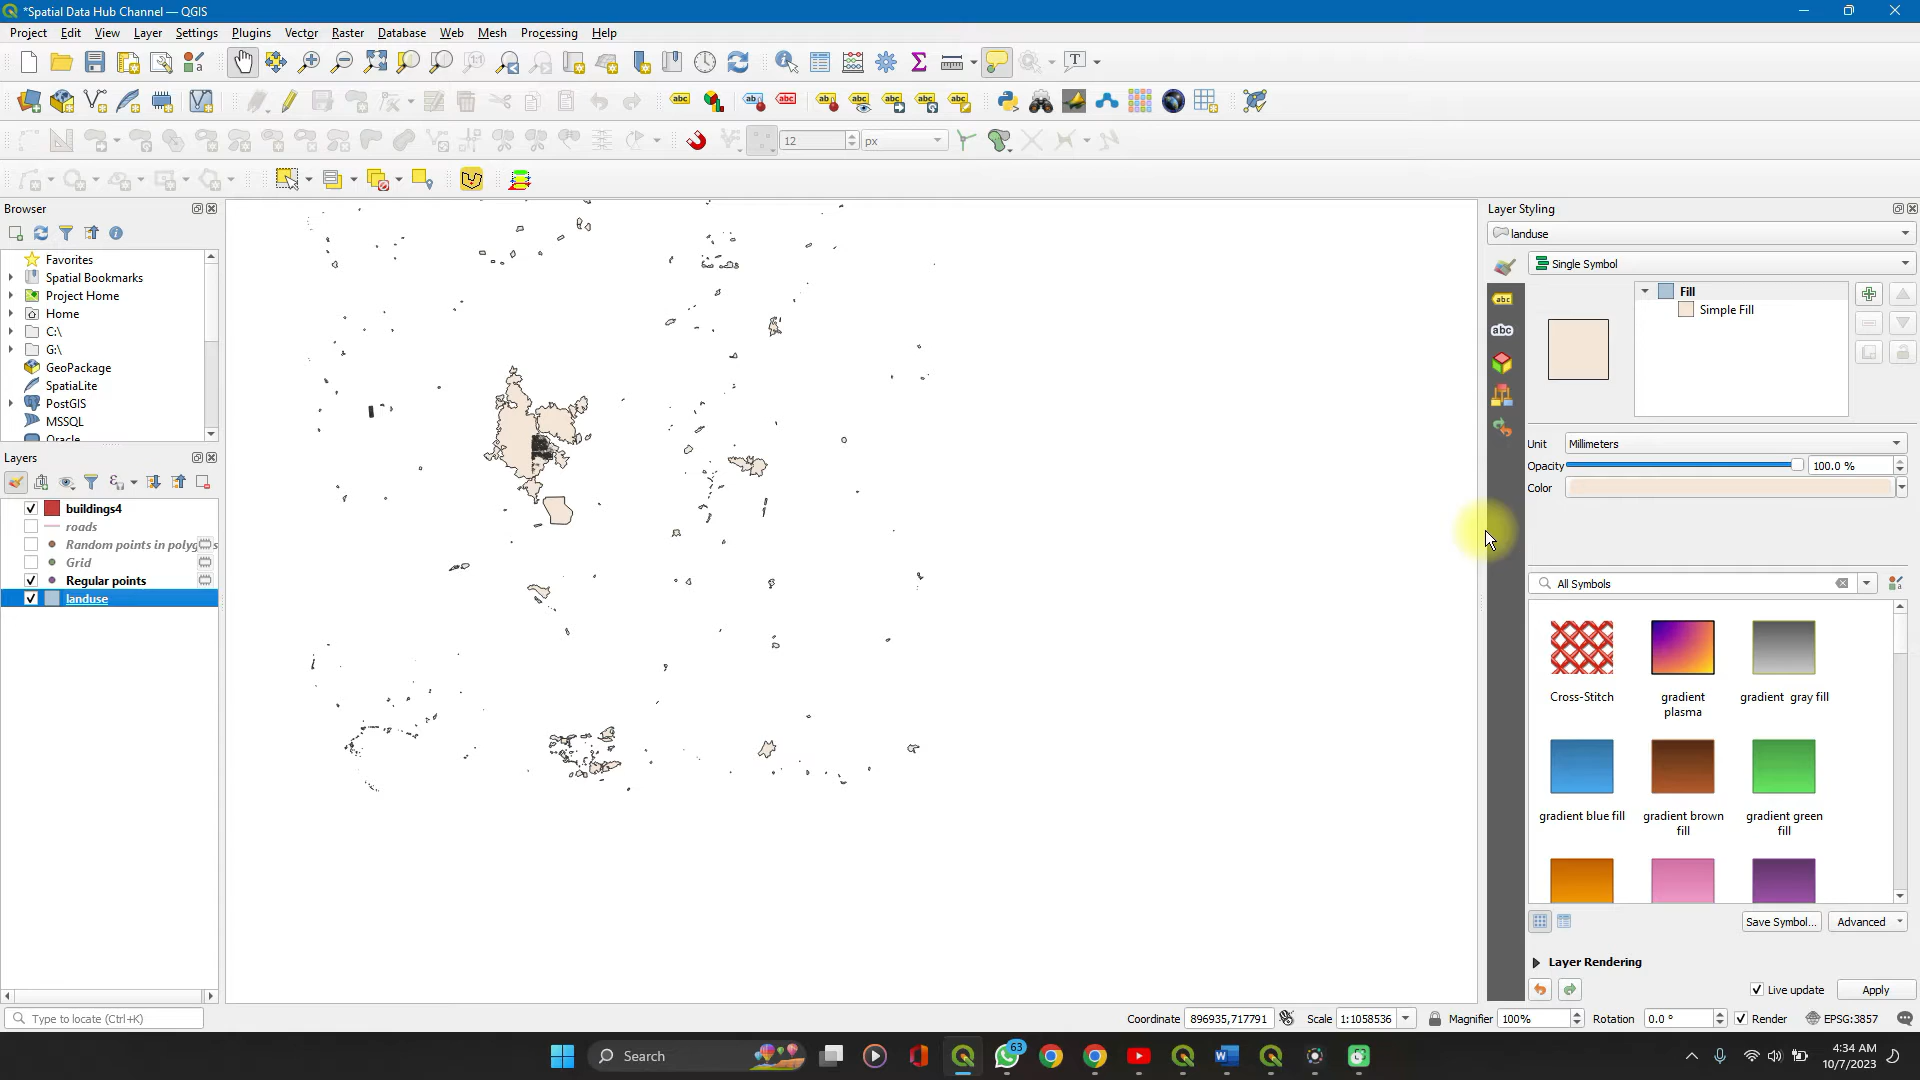 *Spatial Data Hub Channel — QGIS
Project Edit View Layer Settings Plugins Vector Raster Database Web Mesh Processing Help
12 px
Browser
Favorites
Spatial Bookmarks
Project Home
Home
C:\
G:\
GeoPackage
SpatiaLite
PostGIS
MSSQL
Oracle
Layers
buildings4
roads
Random points in polygons
Grid
Regular points
landuse
Type to locate (Ctrl+K)
Layer Styling
landuse
abc
abc
Single Symbol
Fill
Simple Fill
Unit Millimeters
Opacity 100.0 %
Color
All Symbols
Cross-Stitch
gradient
plasma
gradient gray fill
gradient blue fill
gradient brown
fill
gradient green
fill
Save Symbol... Advanced
Layer Rendering
Live update Apply
Coordinate 896935,717791 Scale 1:1058536 Magnifier 100% Rotation 0.0 ° Render EPSG:3857
Search
63
4:34 AM
10/7/2023